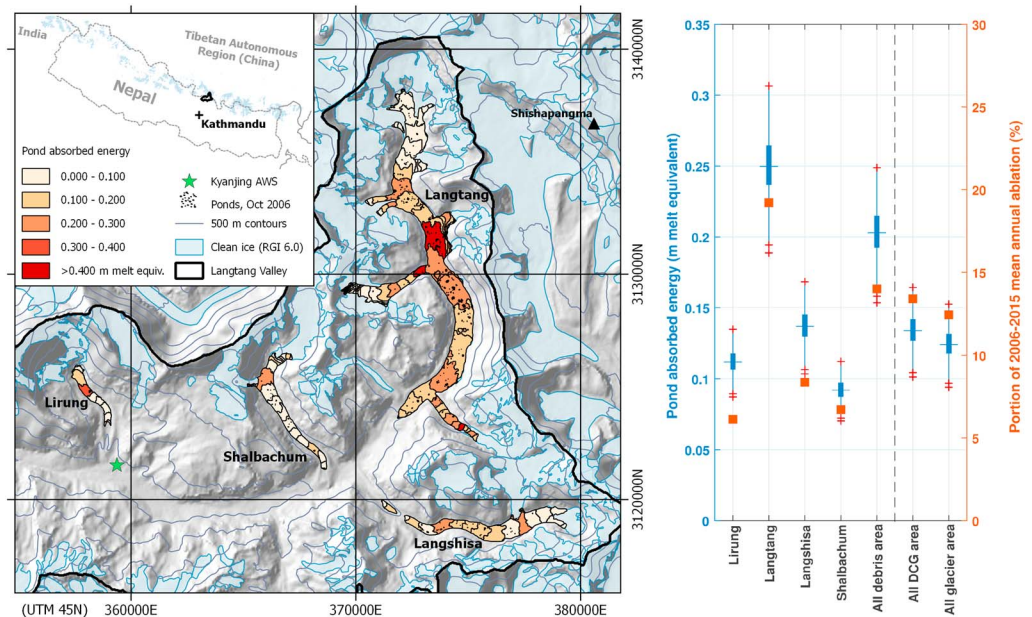 India
Tibetan Autonomous
Region (China)
Nepal
Kathmandu
Pond absorbed energy
0.000 - 0.100
0.100 - 0.200
0.200 - 0.300
0.300 - 0.400
>0.400 m melt equiv.
Kyanjing AWS
Ponds, Oct 2006
500 m contours
Clean ice (RGI 6.0)
Langtang Valley
Shishapangma
Langtang
Lirung
Shalbachum
Langshisa
3140000N
3130000N
3120000N
(UTM 45N)
360000E
370000E
380000E
Pond absorbed energy (m melt equivalent)
0.35
0.3
0.25
0.2
0.15
0.1
0.05
0
30
25
20
15
10
5
0
Portion of 2006-2015 mean annual ablation (%)
Lirung
Langtang
Langshisa
Shalbachum
All debris area
All DCG area
All glacier area